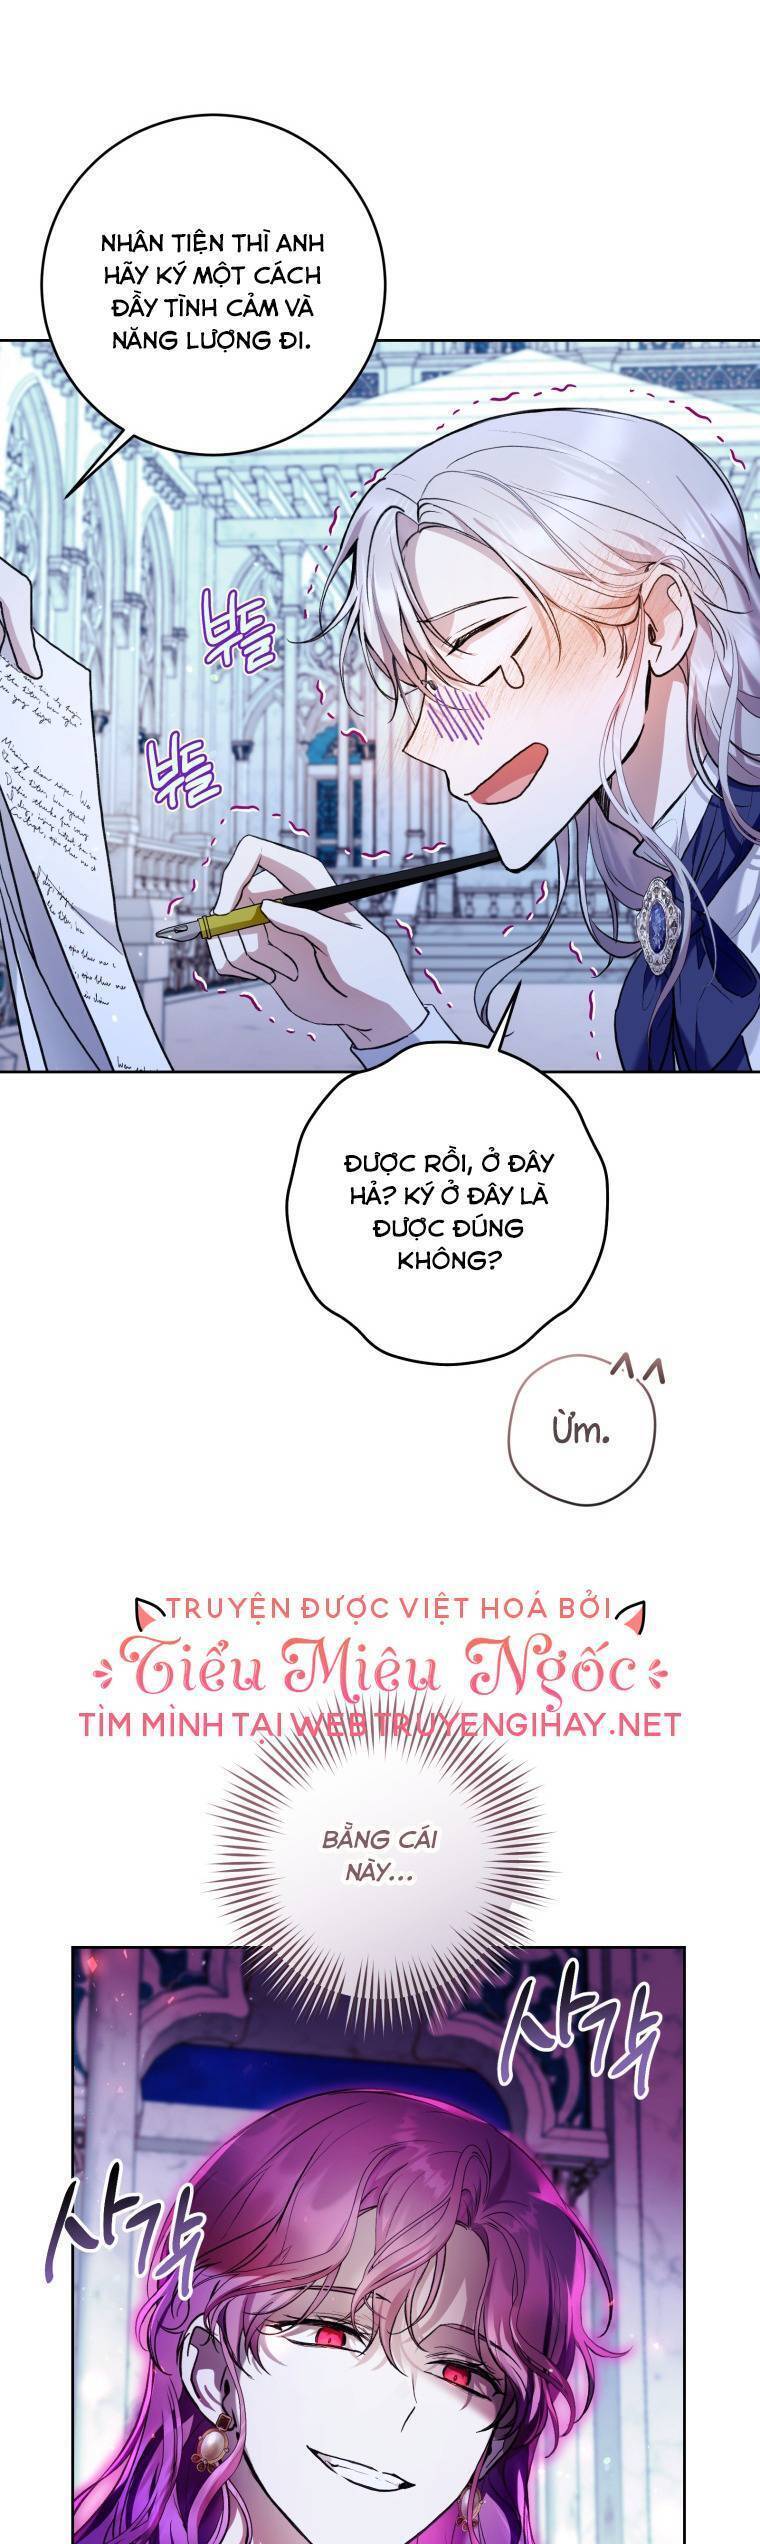 NHÂN TIỆN THÌ ANH
HÃY KÝ MỘT CÁCH
ĐẦY TÌNH CẢM VÀ
NĂNG LƯỢNG ĐI.
부들
부들
ĐƯỢC RỒI, Ở ĐÂY
HẢ? KÝ Ở ĐÂY LÀ
ĐƯỢC ĐÚNG
KHÔNG?
^ ^
Ừm.
TRUYỆN ĐƯỢC VIỆT HOÁ BỞI
Tiểu Miêu Ngốc
TÌM MÌNH TẠI WEBTRUYENGIHAY.NET
BẰNG CÁI
NÀY...
사각
사각